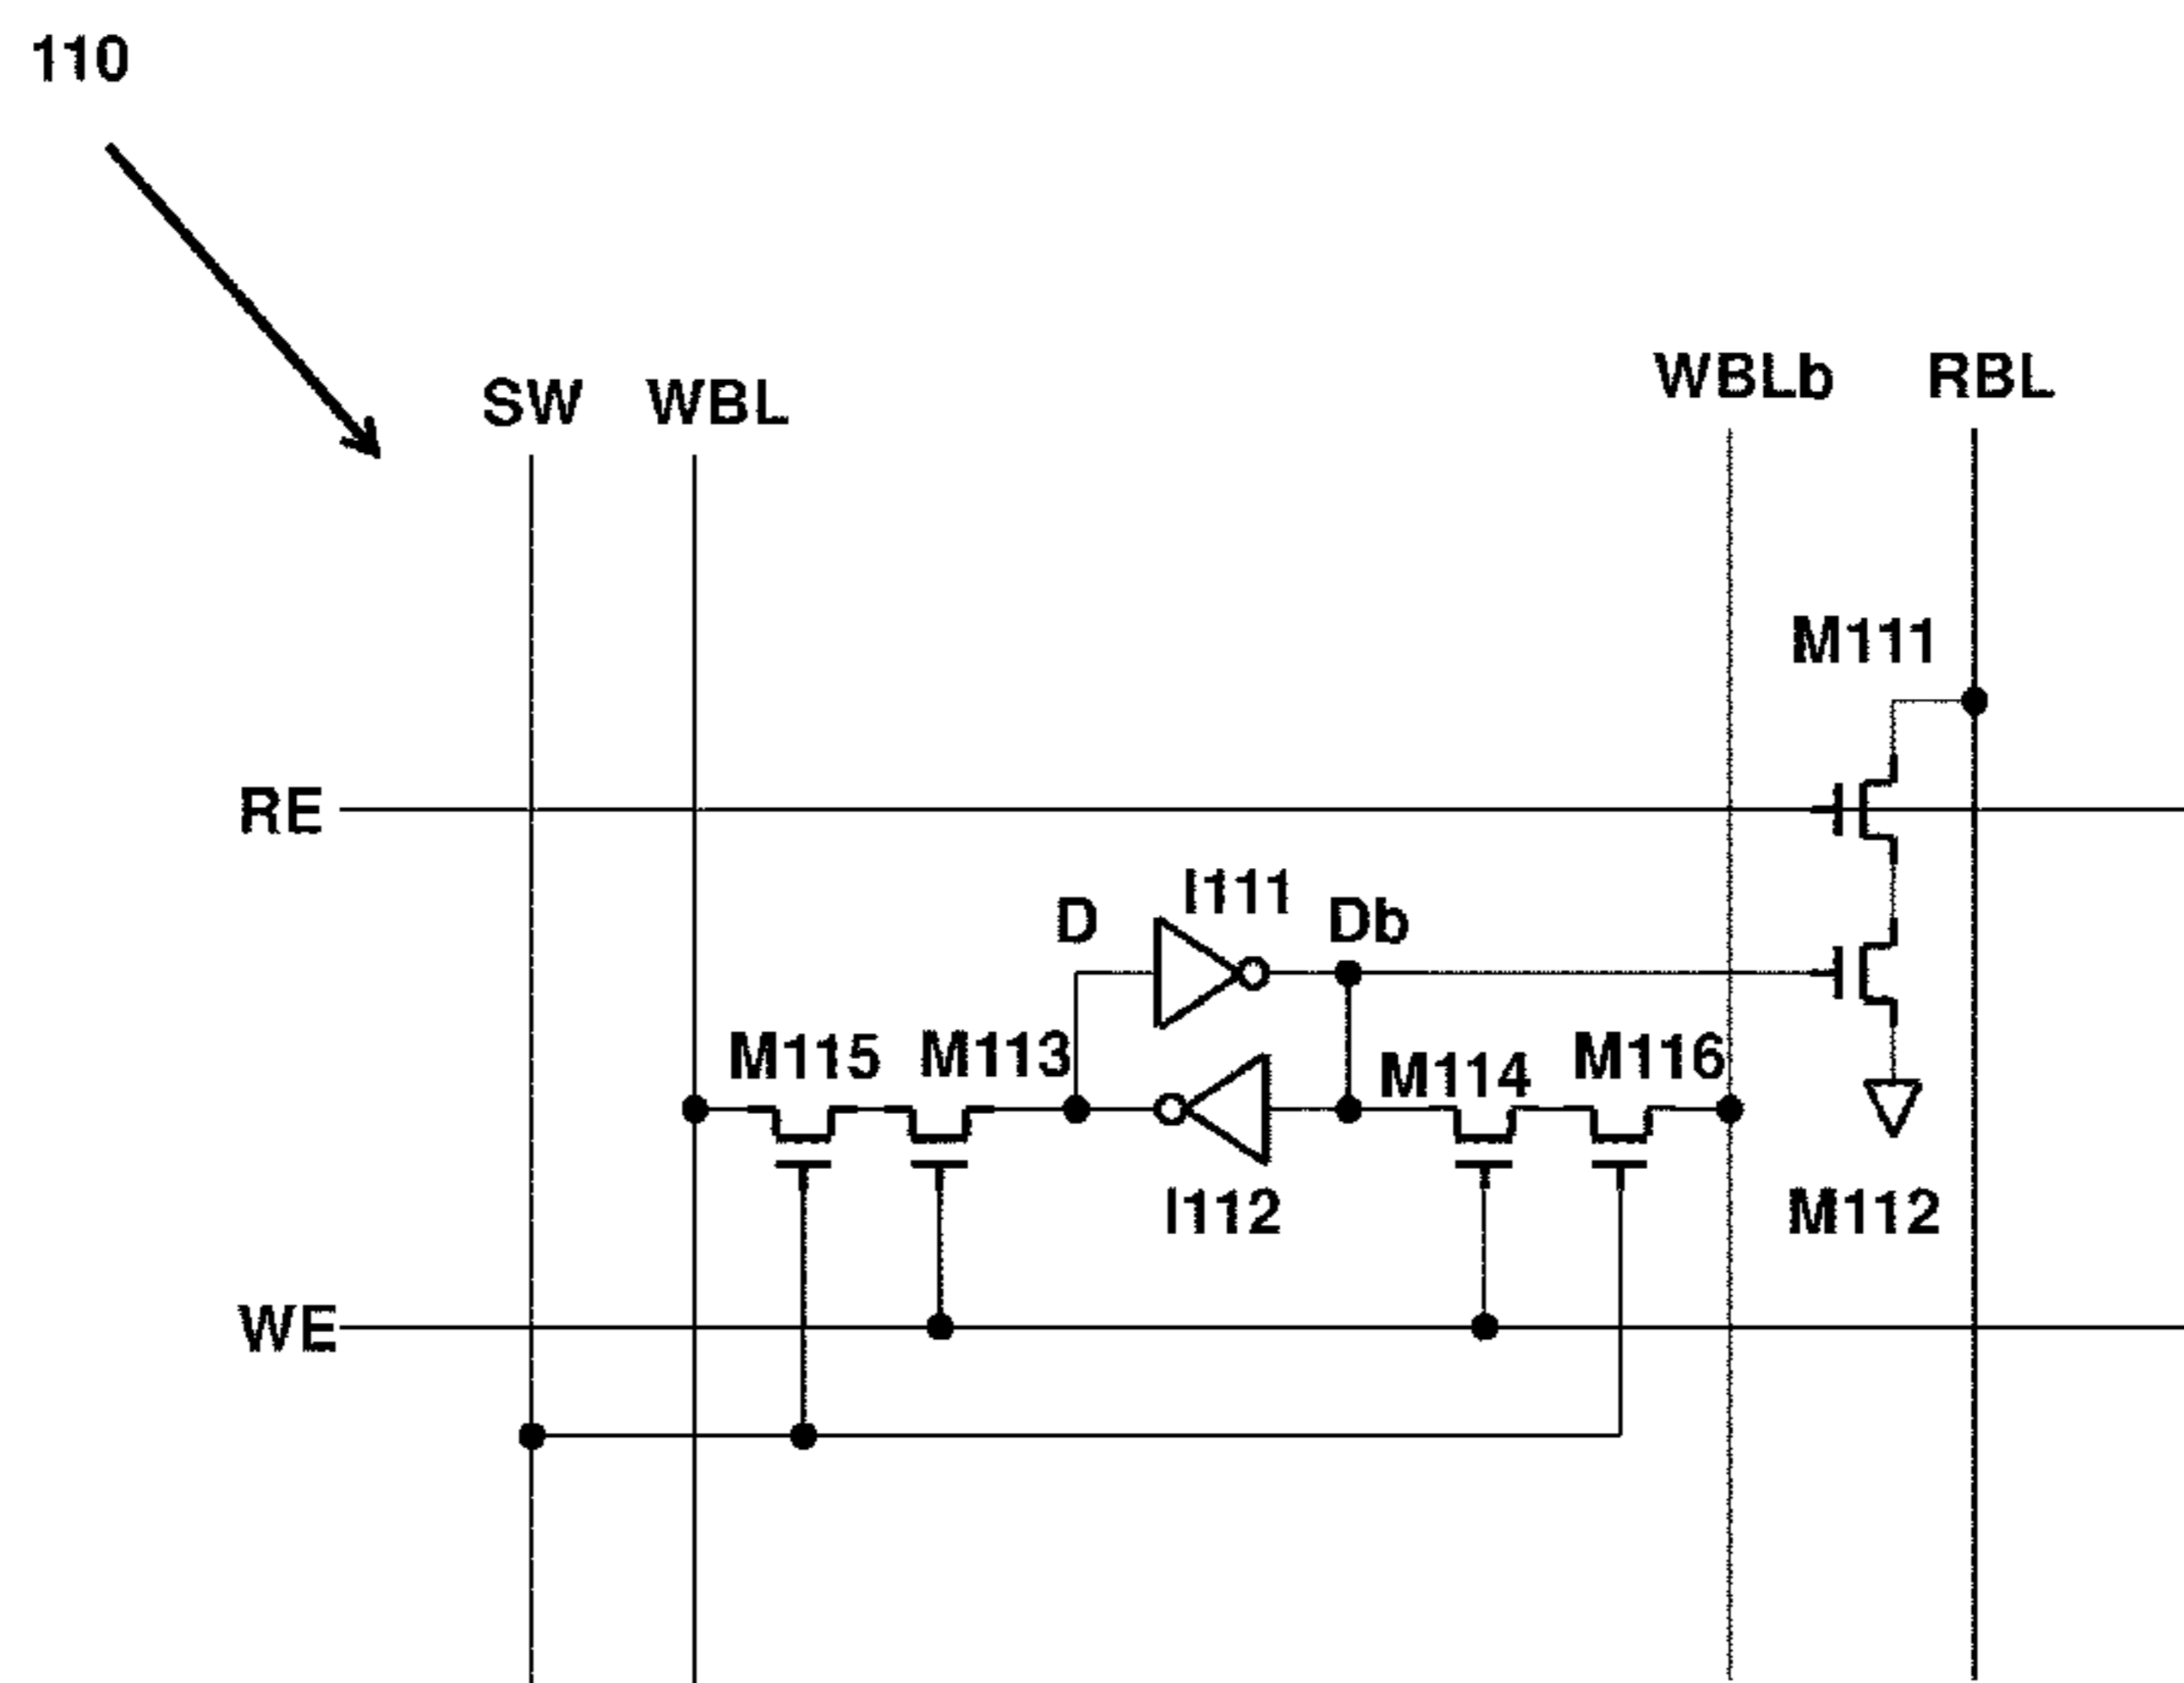 110
SW WBL WBLb RBL
M111
RE
D I111 Db
M115 M113 M114 M116
I112 M112
WE